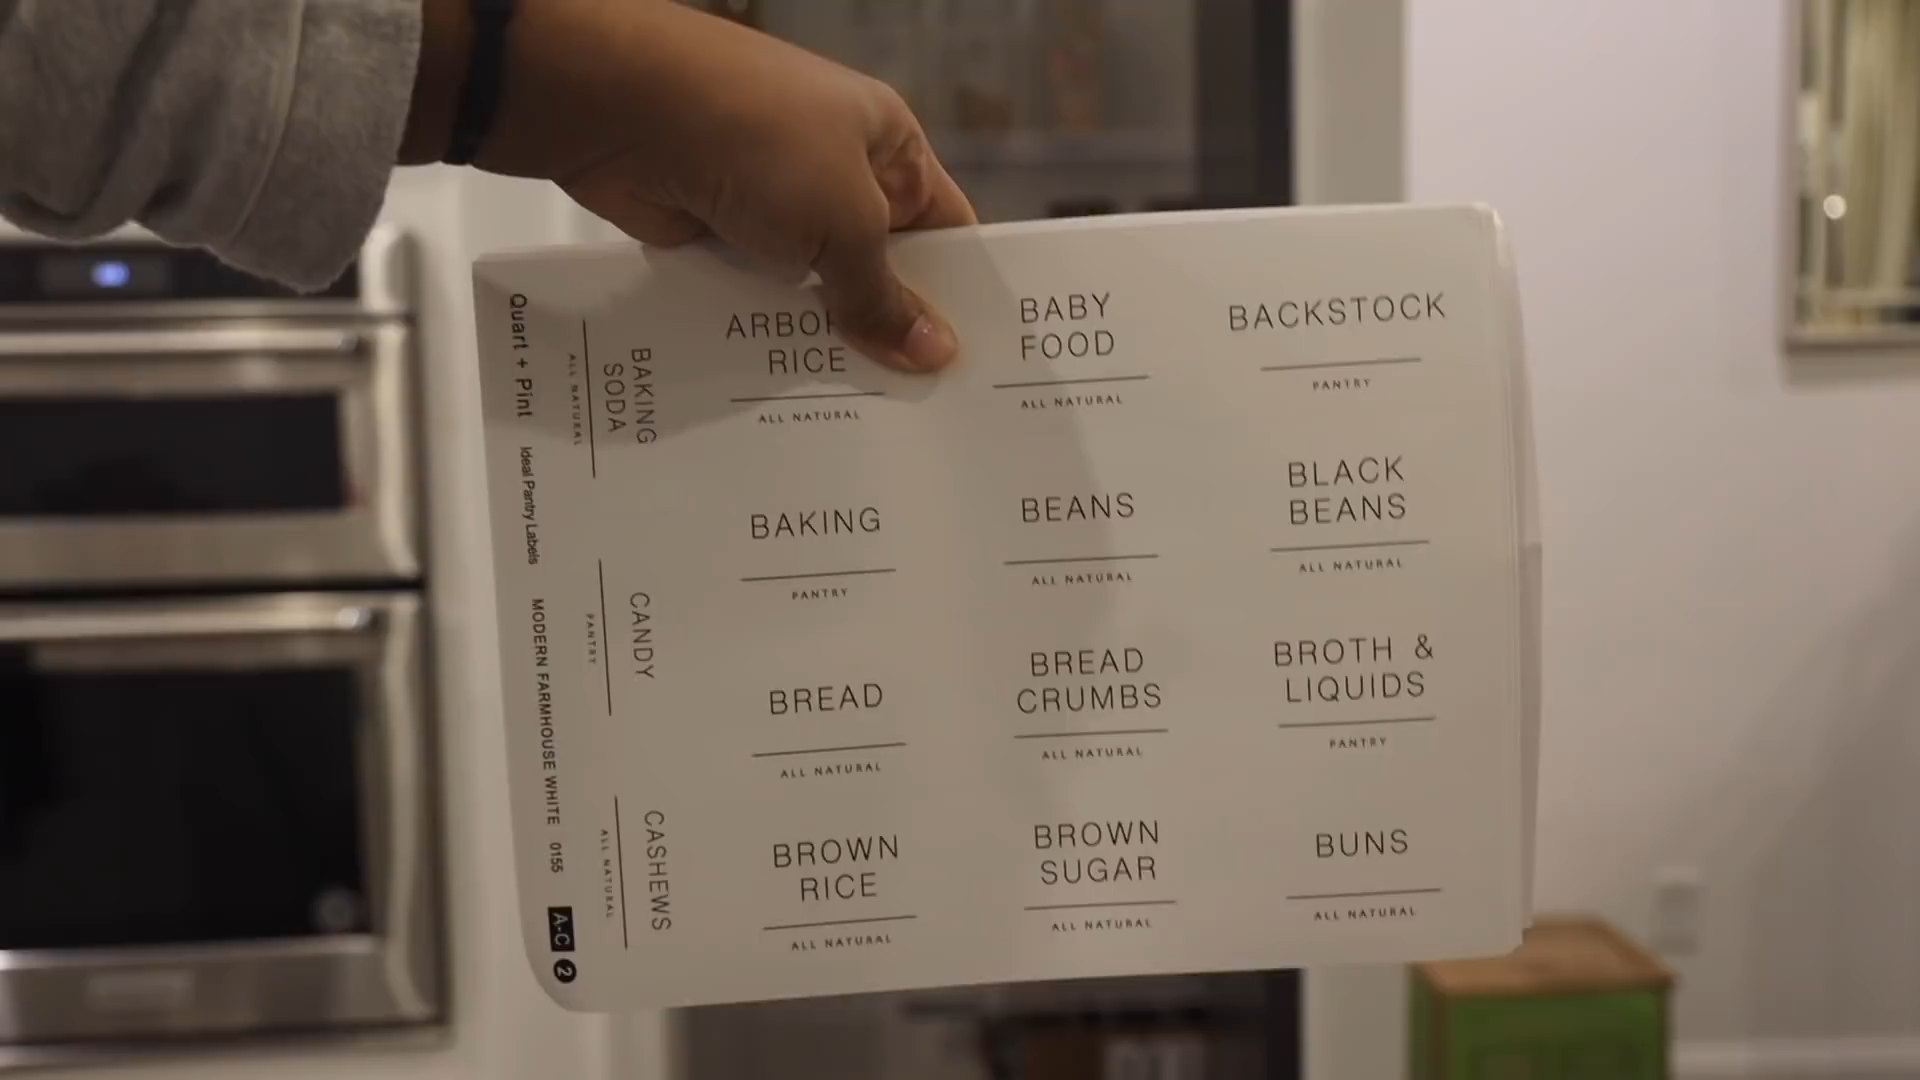 Quart + Pint Ideal Pantry Labels MODERN FARMHOUSE WHITE 0155 A-C 2
BAKING
SODA
ALL NATURAL
CANDY
PANTRY
CASHEWS
ALL NATURAL
RICE
ALL NATURAL
BABY
FOOD
ALL NATURAL
BACKSTOCK
PANTRY
BAKING
PANTRY
BEANS
ALL NATURAL
BLACK
BEANS
ALL NATURAL
BREAD
ALL NATURAL
BREAD
CRUMBS
ALL NATURAL
BROTH &
LIQUIDS
PANTRY
BROWN
RICE
ALL NATURAL
BROWN
SUGAR
ALL NATURAL
BUNS
ALL NATURAL